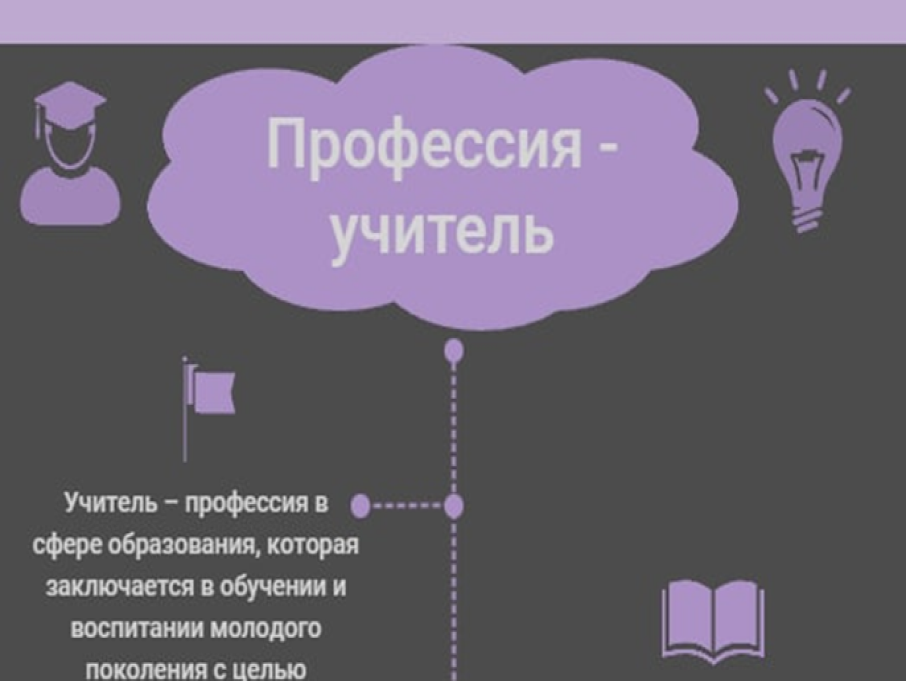 Профессия -
учитель
Учитель – профессия в
сфере образования, которая
заключается в обучении и
воспитании молодого
поколения с целью